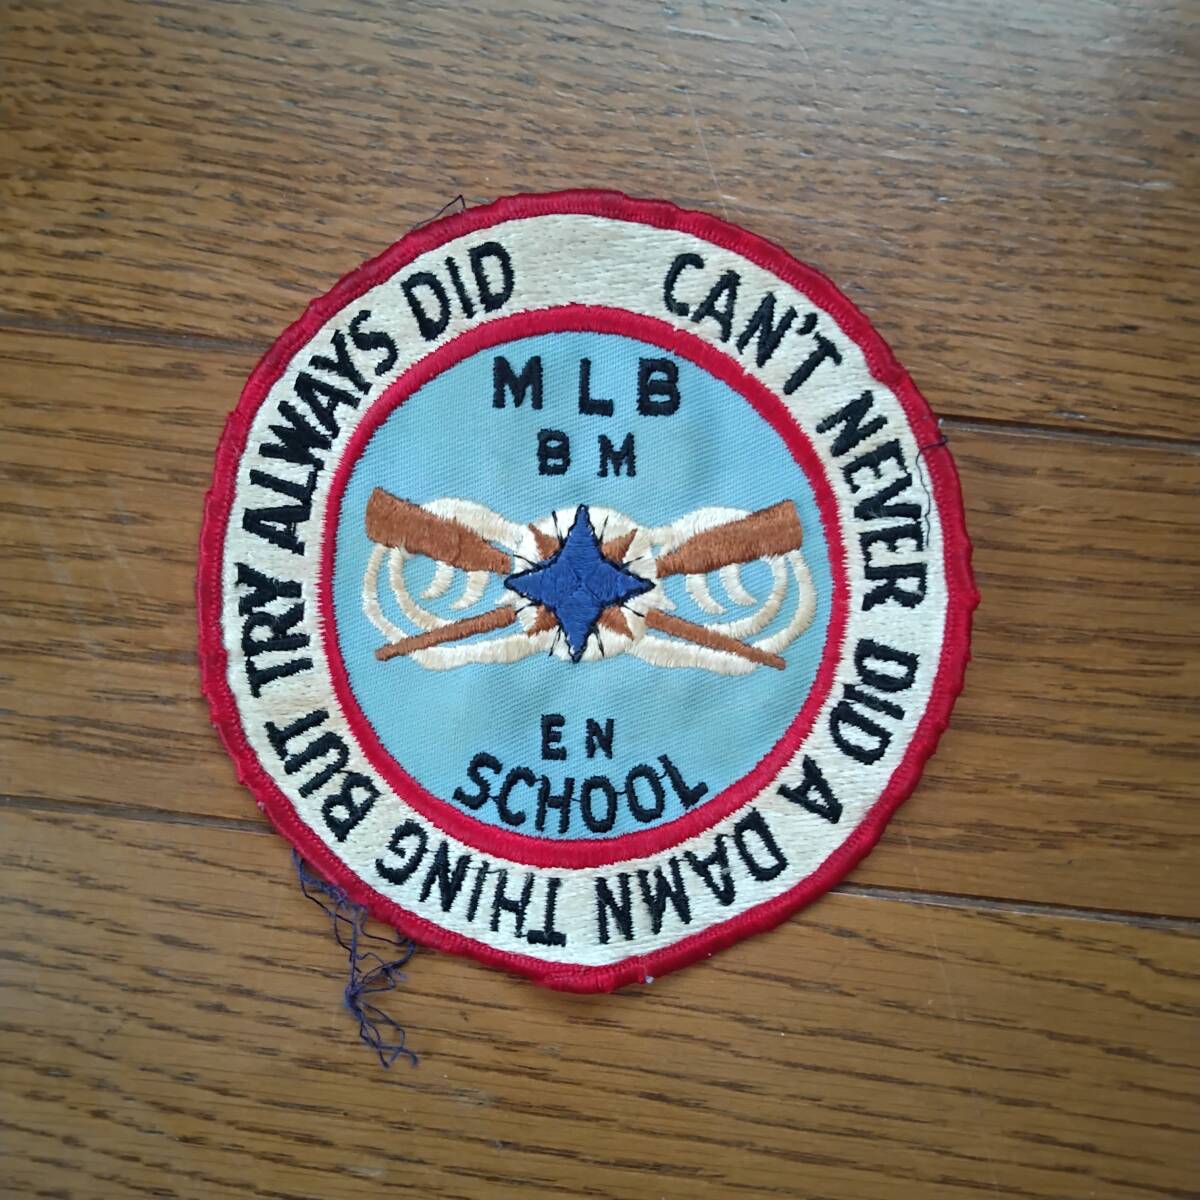 CAN'T NEVER DID A DAMN THING BUT TRY ALWAYS DID
MLB
BM
EN
SCHOOL